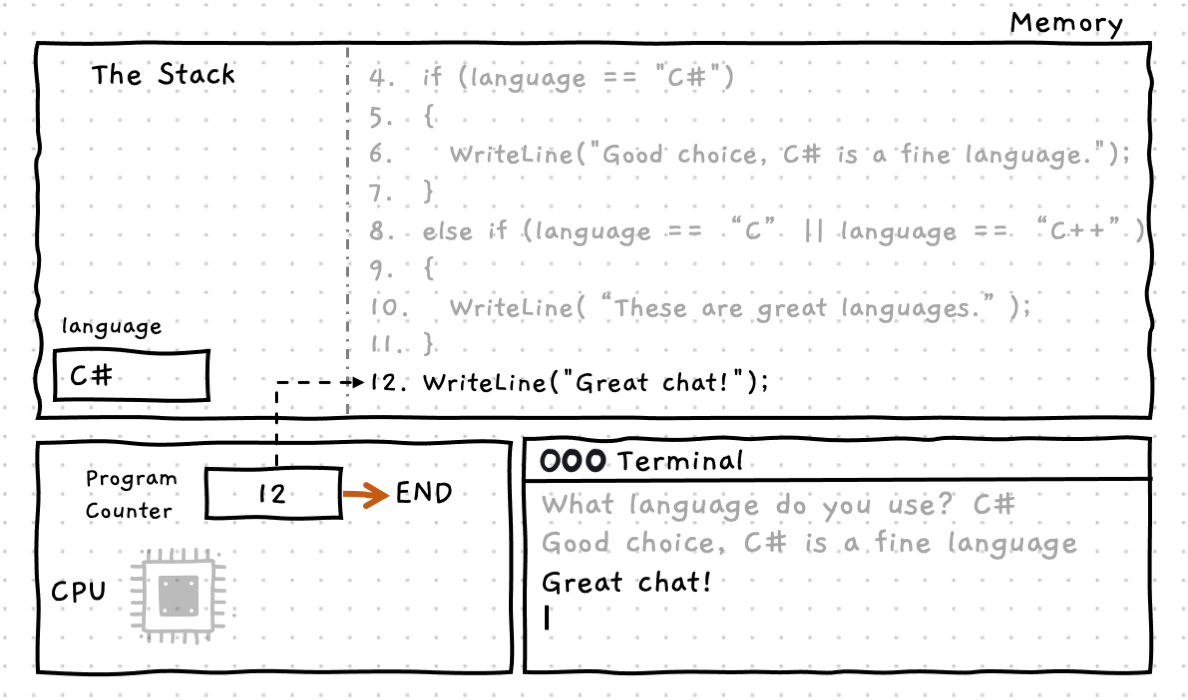 Memory
The Stack
4. if (language == "C#")
5. {
6. WriteLine("Good choice, C# is a fine language.");
7. }
8. else if (language == “C” || language == “C++” )
9. {
10. WriteLine( “These are great languages.” );
11. }
12. WriteLine("Great chat!");
language
C#
Program
Counter
12
END
CPU
OOO Terminal
What language do you use? C#
Good choice, C# is a fine language
Great chat!